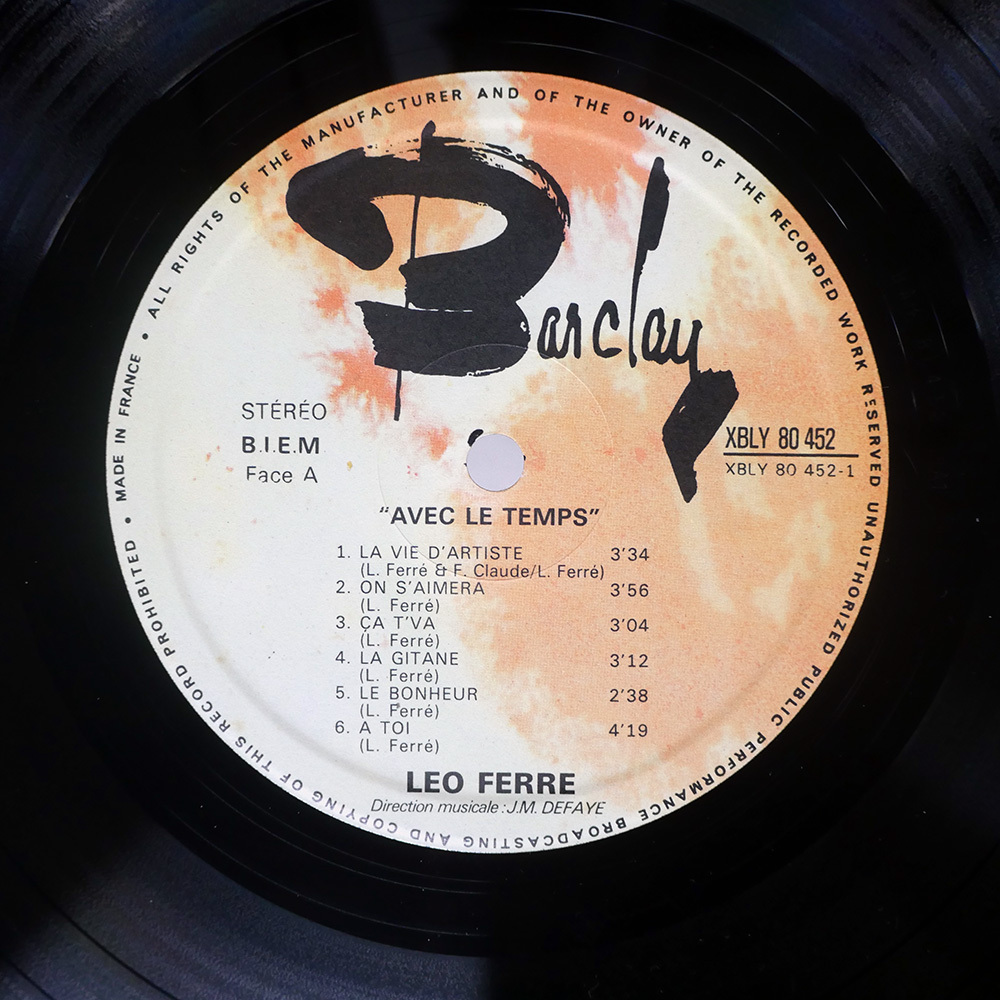 ALL RIGHTS OF THE MANUFACTURER AND OF THE OWNER OF THE RECORDED WORK RESERVED UNAUTHORIZED PUBLIC PERFORMANCE BROADCASTING AND COPYING OF THIS RECORD PROHIBITED • MADE IN FRANCE •
Barclay
STÉRÉO
B.I.E.M
Face A
XBLY 80 452
XBLY 80 452-1
"AVEC LE TEMPS"
1. LA VIE D'ARTISTE 3'34
(L. Ferré & F. Claude/L. Ferré)
2. ON S'AIMERA 3'56
(L. Ferré)
3. ÇA T'VA 3'04
(L. Ferré)
4. LA GITANE 3'12
(L. Ferré)
5. LE BONHEUR 2'38
(L. Ferré)
6. A TOI 4'19
(L. Ferré)
LEO FERRE
Direction musicale : J.M. DEFAYE